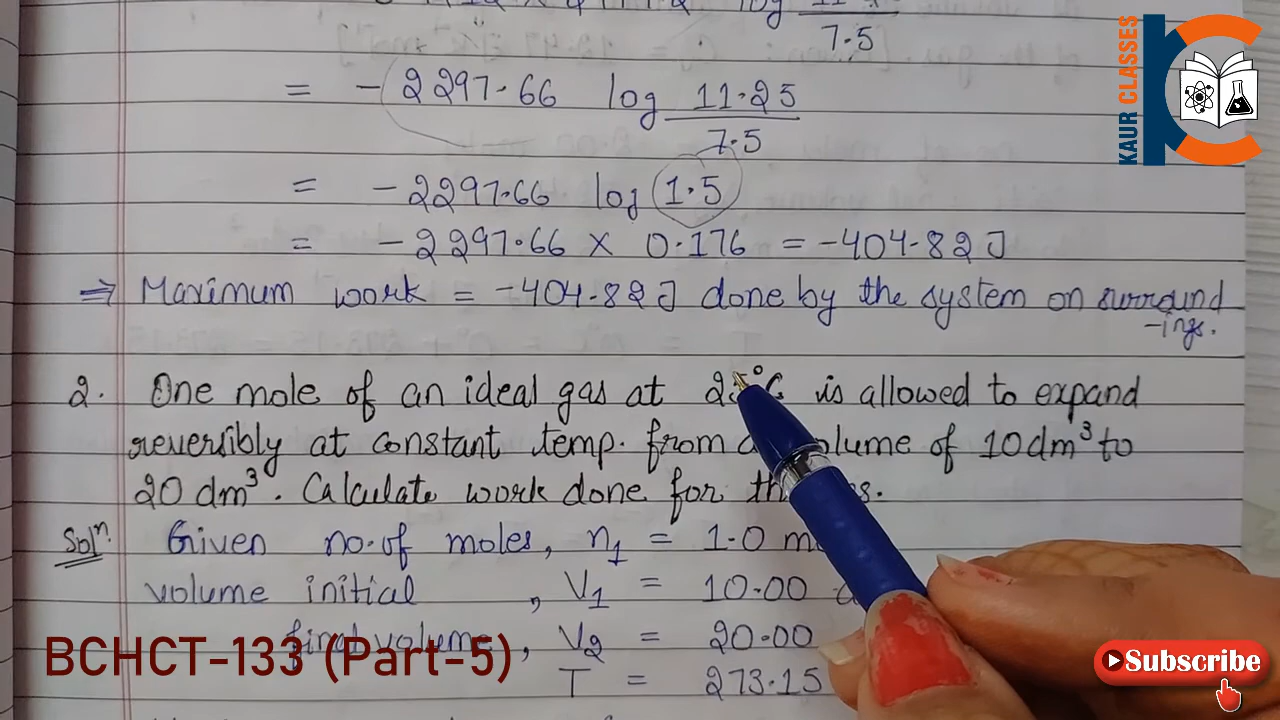 7.5
= -2297.66 log 11.25
7.5
= -2297.66 log 1.5
= -2297.66 × 0.176 = -404.82 J
⇒ Maximum work = -404.82 J done by the system on surround
-ings.
2. One mole of an ideal gas at is allowed to expand
reversibly at constant temp. from of 10 dm³ to
20 dm³. Calculate work done for
Solⁿ. Given no. of moles, n₁ = 1.0
volume initial , V₁ = 10.00
final volume, V₂ = 20.00
T = 273.15
KAUR CLASSES
BCHCT-133 (Part-5)
Subscribe